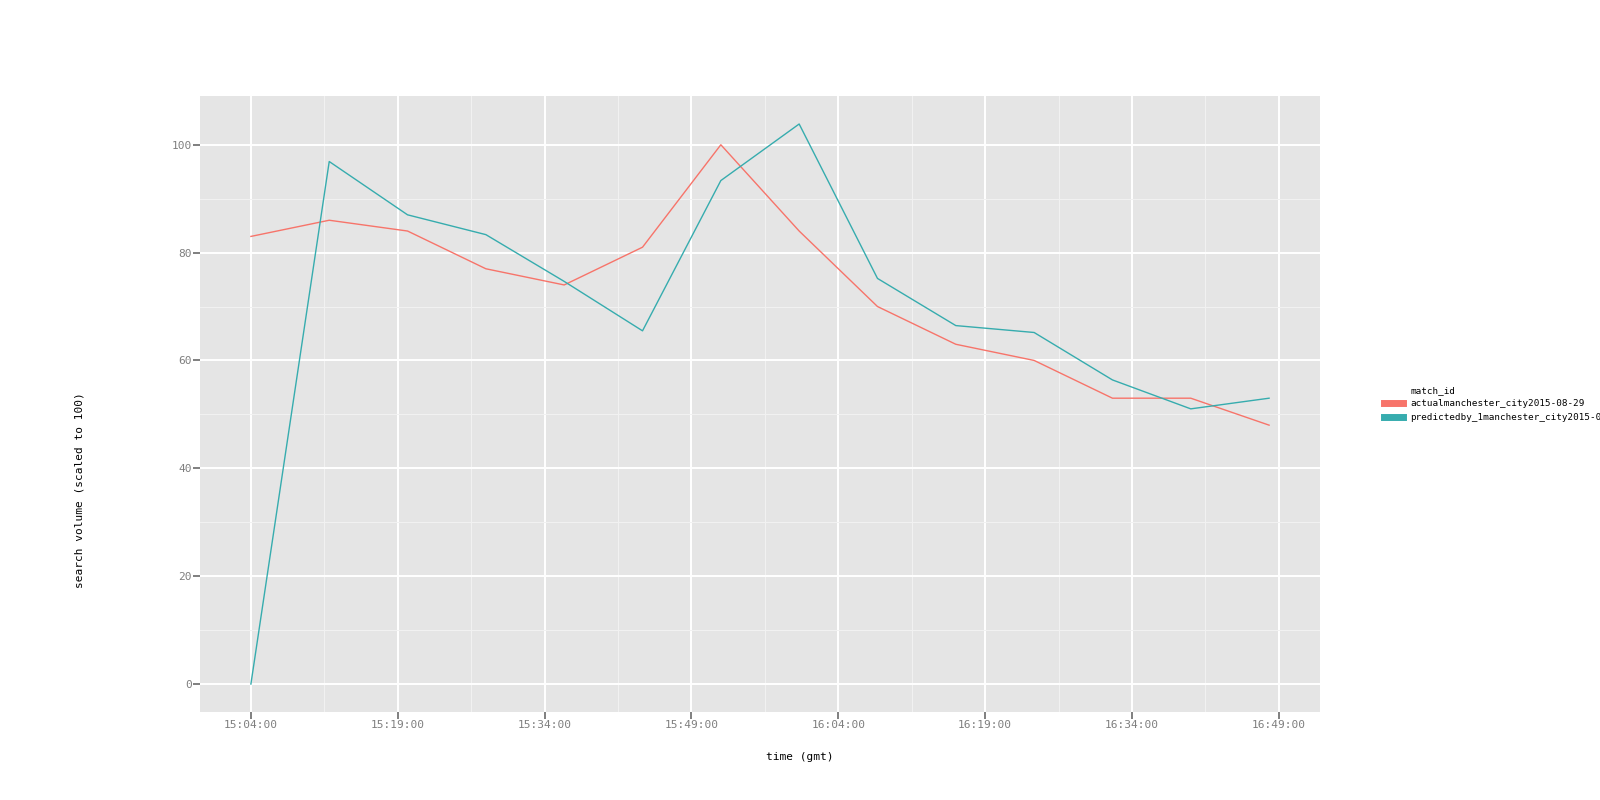 100
80
60
40
20
0
search volume (scaled to 100)
15:04:00 15:19:00 15:34:00 15:49:00 16:04:00 16:19:00 16:34:00 16:49:00
time (gmt)
match_id
actualmanchester_city2015-08-29
predictedby_1manchester_city2015-0